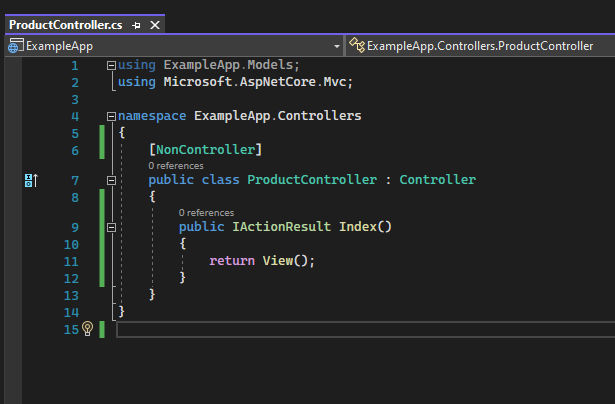 ProductController.cs
ExampleApp ExampleApp.Controllers.ProductController
1 using ExampleApp.Models;
2 using Microsoft.AspNetCore.Mvc;
3
4 namespace ExampleApp.Controllers
5 {
6 [NonController]
0 references
7 public class ProductController : Controller
8 {
0 references
9 public IActionResult Index()
10 {
11 return View();
12 }
13 }
14 }
15